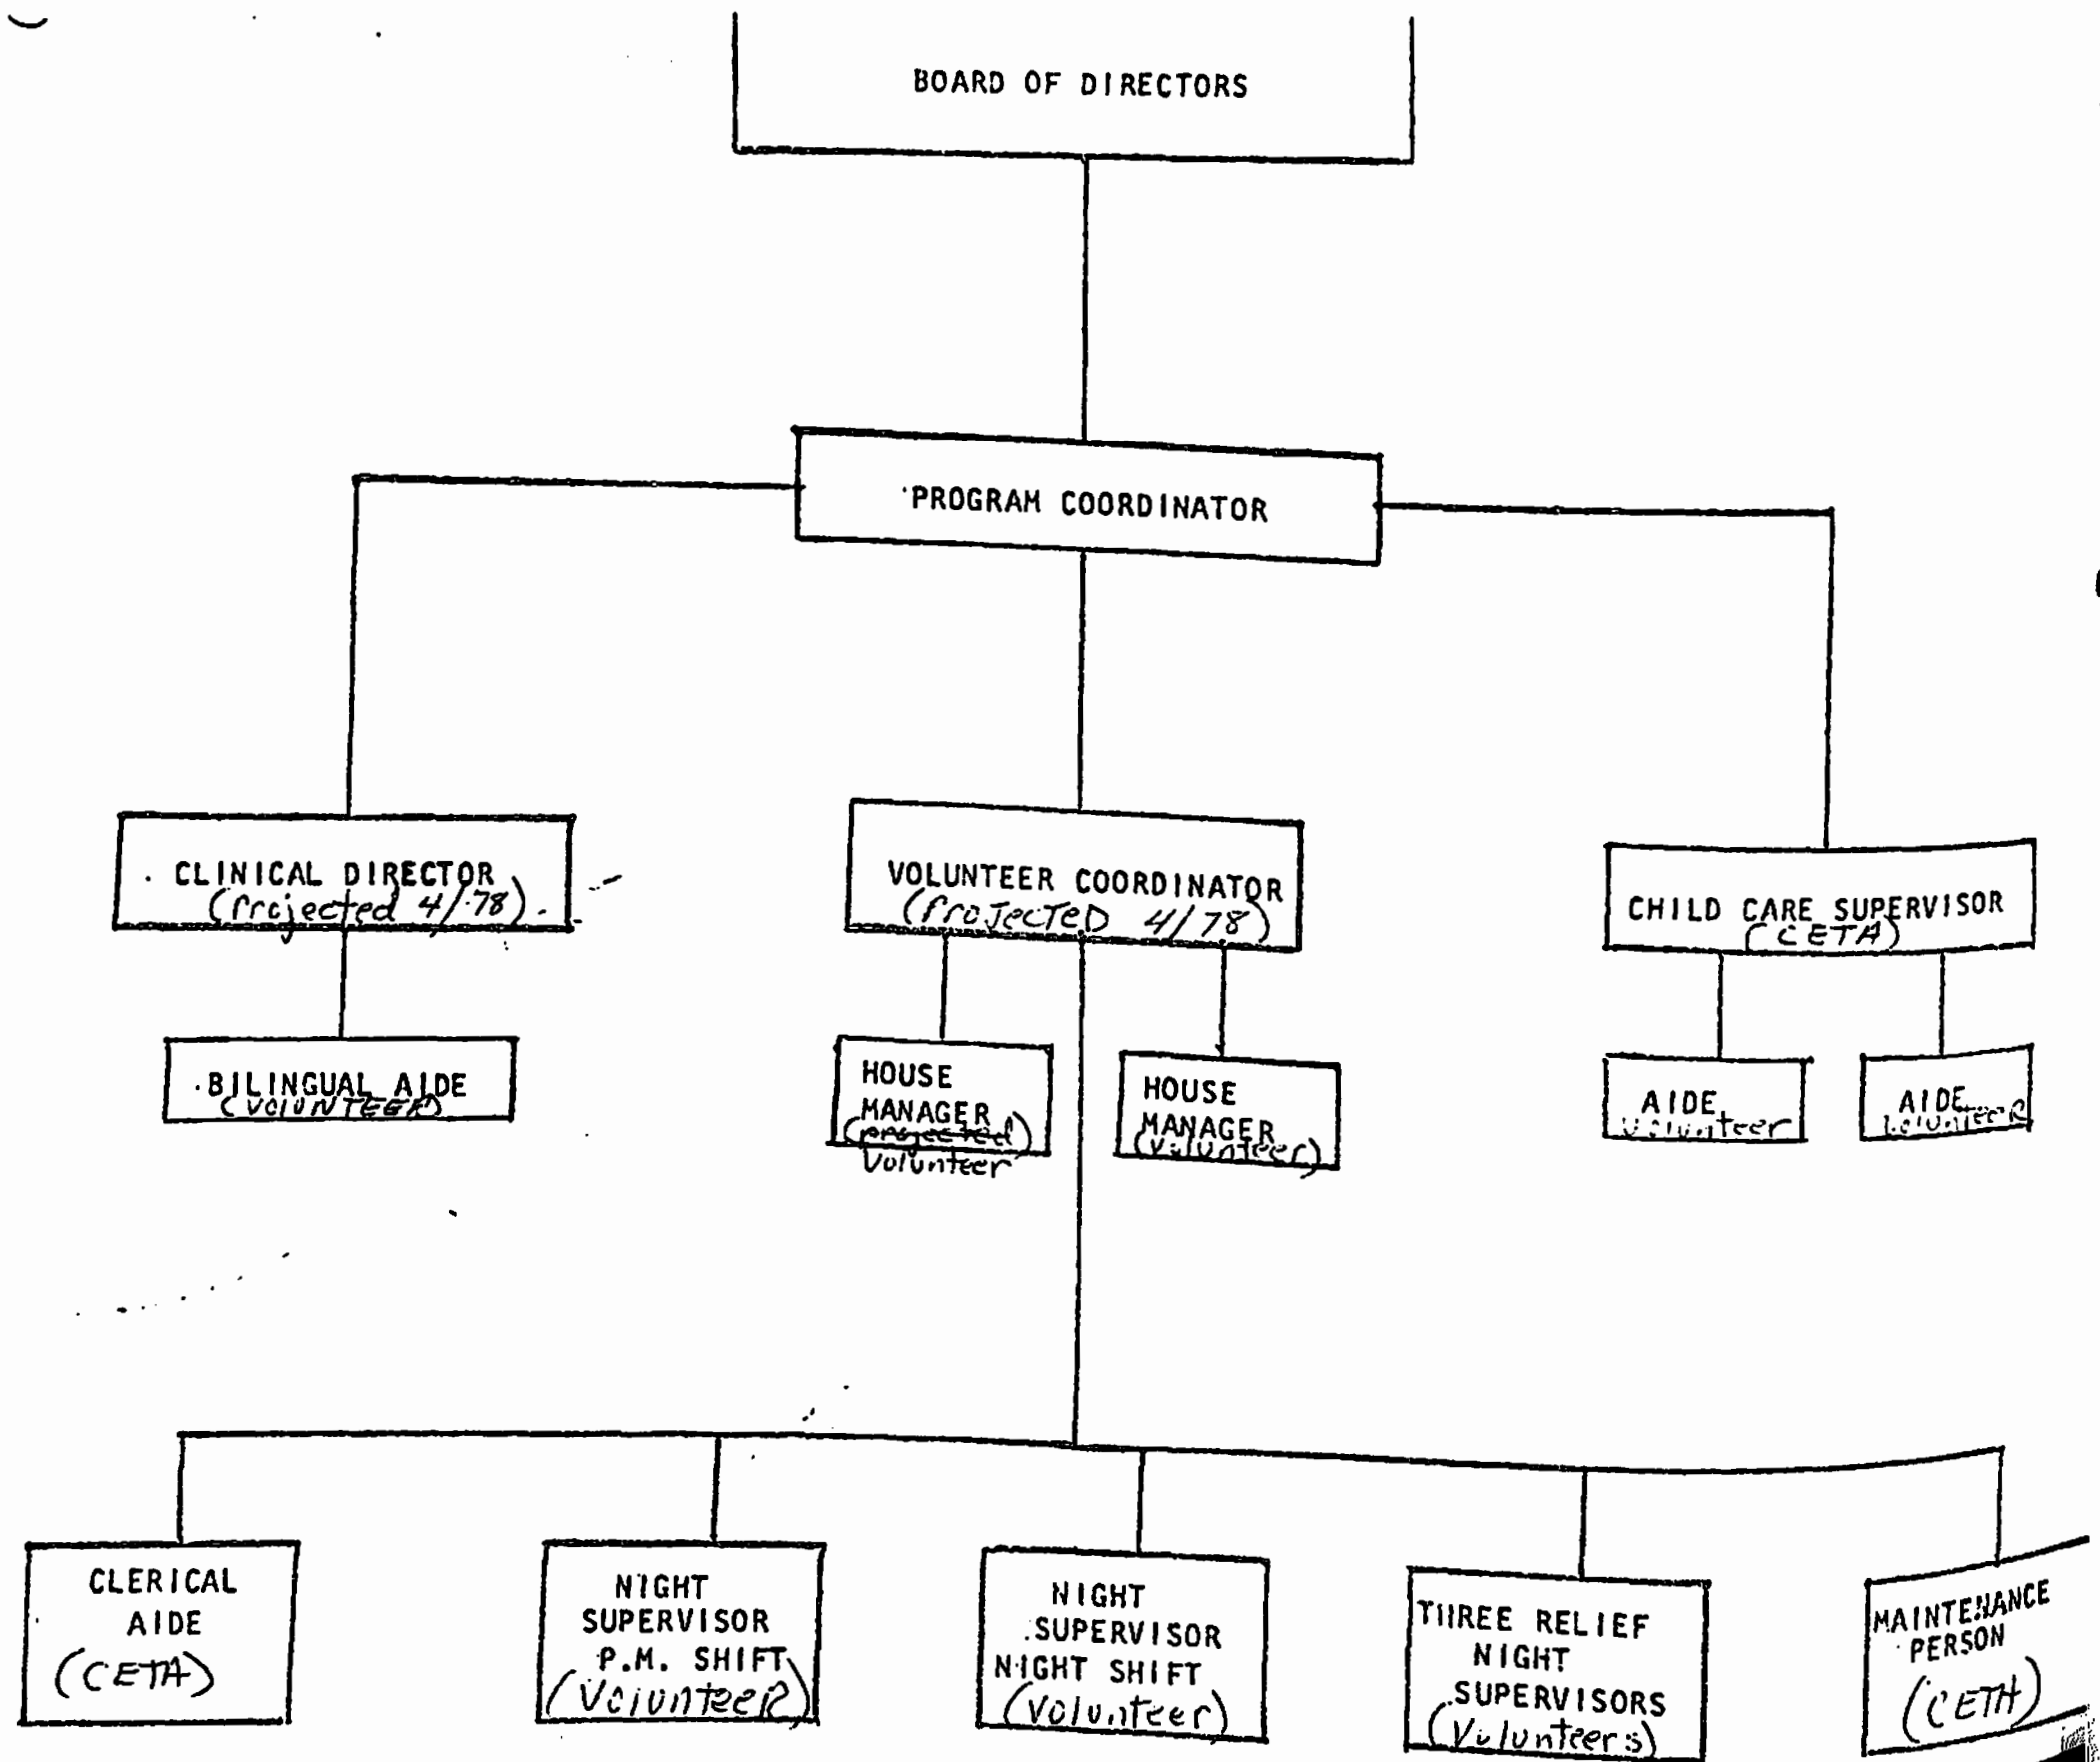 BOARD OF DIRECTORS
PROGRAM COORDINATOR
CLINICAL DIRECTOR
(Projected 4/78)
VOLUNTEER COORDINATOR
(PROJECTED 4/78)
CHILD CARE SUPERVISOR
(CETA)
BILINGUAL AIDE
(VOLUNTEER)
HOUSE
MANAGER
(projected)
Volunteer
HOUSE
MANAGER
(Volunteer)
AIDE
Volunteer
AIDE
Volunteer
CLERICAL
AIDE
(CETA)
NIGHT
SUPERVISOR
P.M. SHIFT
(Volunteer)
NIGHT
SUPERVISOR
NIGHT SHIFT
(Volunteer)
THREE RELIEF
NIGHT
SUPERVISORS
(Volunteers)
MAINTENANCE
PERSON
(CETA)